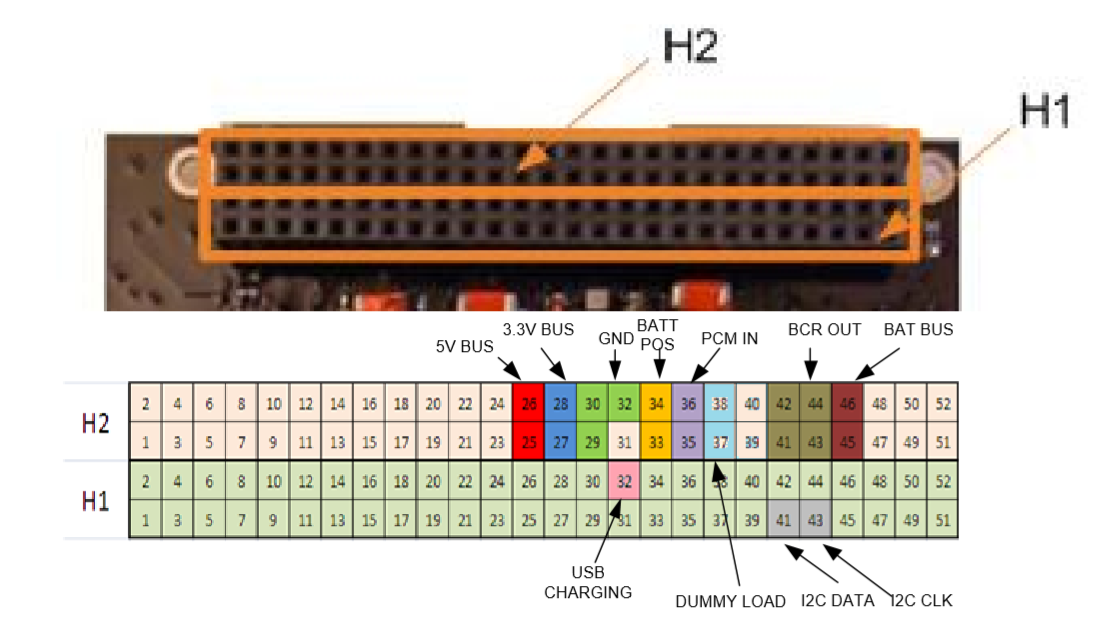 H2
H1
3.3V BUS
5V BUS
GND
BATT
POS
PCM IN
BCR OUT
BAT BUS
H2
2 4 6 8 10 12 14 16 18 20 22 24 26 28 30 32 34 36 38 40 42 44 46 48 50 52
1 3 5 7 9 11 13 15 17 19 21 23 25 27 29 31 33 35 37 39 41 43 45 47 49 51
H1
2 4 6 8 10 12 14 16 18 20 22 24 26 28 30 32 34 36 38 40 42 44 46 48 50 52
1 3 5 7 9 11 13 15 17 19 21 23 25 27 29 31 33 35 37 39 41 43 45 47 49 51
USB
CHARGING
DUMMY LOAD
I2C DATA
I2C CLK